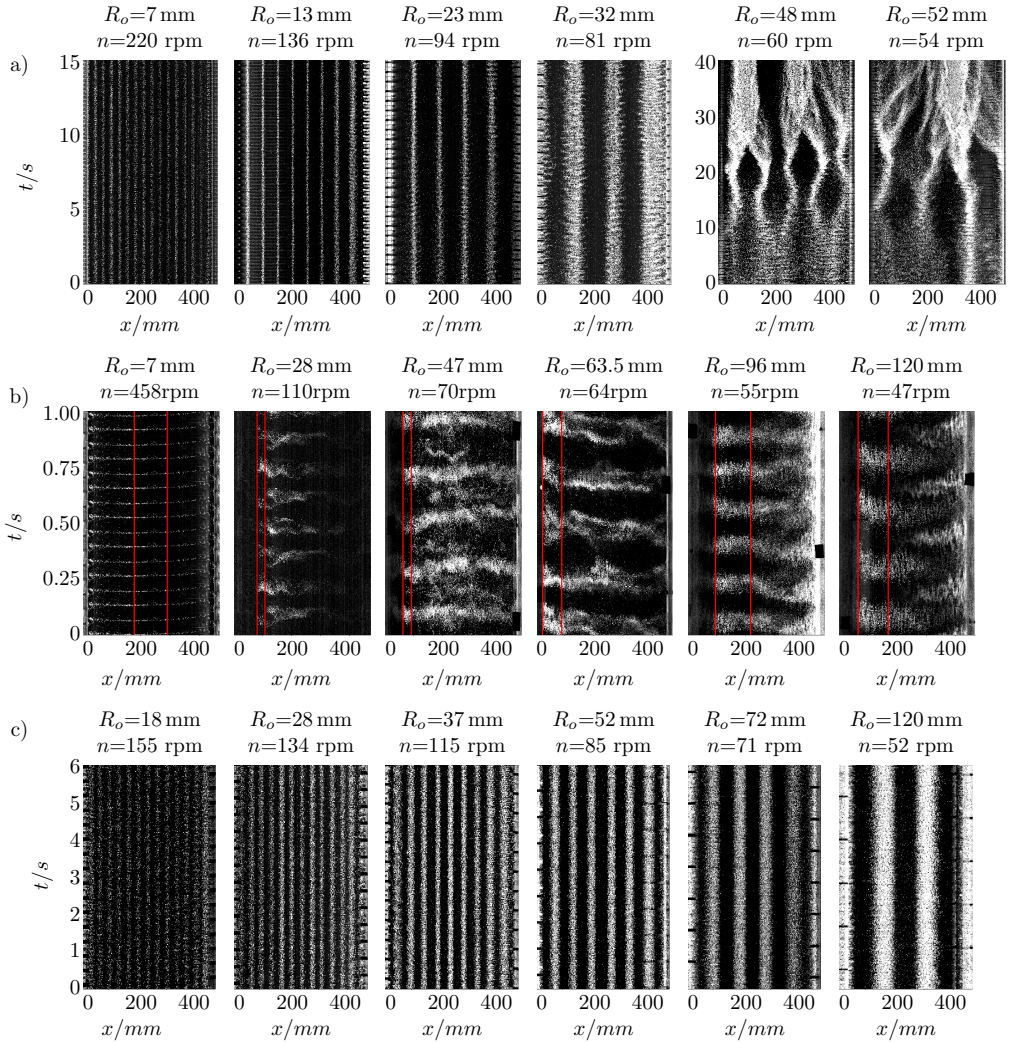 R_o=7 mm R_o=13 mm R_o=23 mm R_o=32 mm R_o=48 mm R_o=52 mm
n=220 rpm n=136 rpm n=94 rpm n=81 rpm n=60 rpm n=54 rpm
a)
15
10
5
0
t/s
40
30
20
10
0
0 200 400 0 200 400 0 200 400 0 200 400 0 200 400 0 200 400
x/mm x/mm x/mm x/mm x/mm x/mm
R_o=7 mm R_o=28 mm R_o=47 mm R_o=63.5 mm R_o=96 mm R_o=120 mm
n=458rpm n=110rpm n=70rpm n=64rpm n=55rpm n=47rpm
b)
1.00
0.75
0.50
0.25
0
t/s
0 200 400 0 200 400 0 200 400 0 200 400 0 200 400 0 200 400
x/mm x/mm x/mm x/mm x/mm x/mm
R_o=18 mm R_o=28 mm R_o=37 mm R_o=52 mm R_o=72 mm R_o=120 mm
n=155 rpm n=134 rpm n=115 rpm n=85 rpm n=71 rpm n=52 rpm
c)
6
5
4
3
2
1
0
t/s
0 200 400 0 200 400 0 200 400 0 200 400 0 200 400 0 200 400
x/mm x/mm x/mm x/mm x/mm x/mm